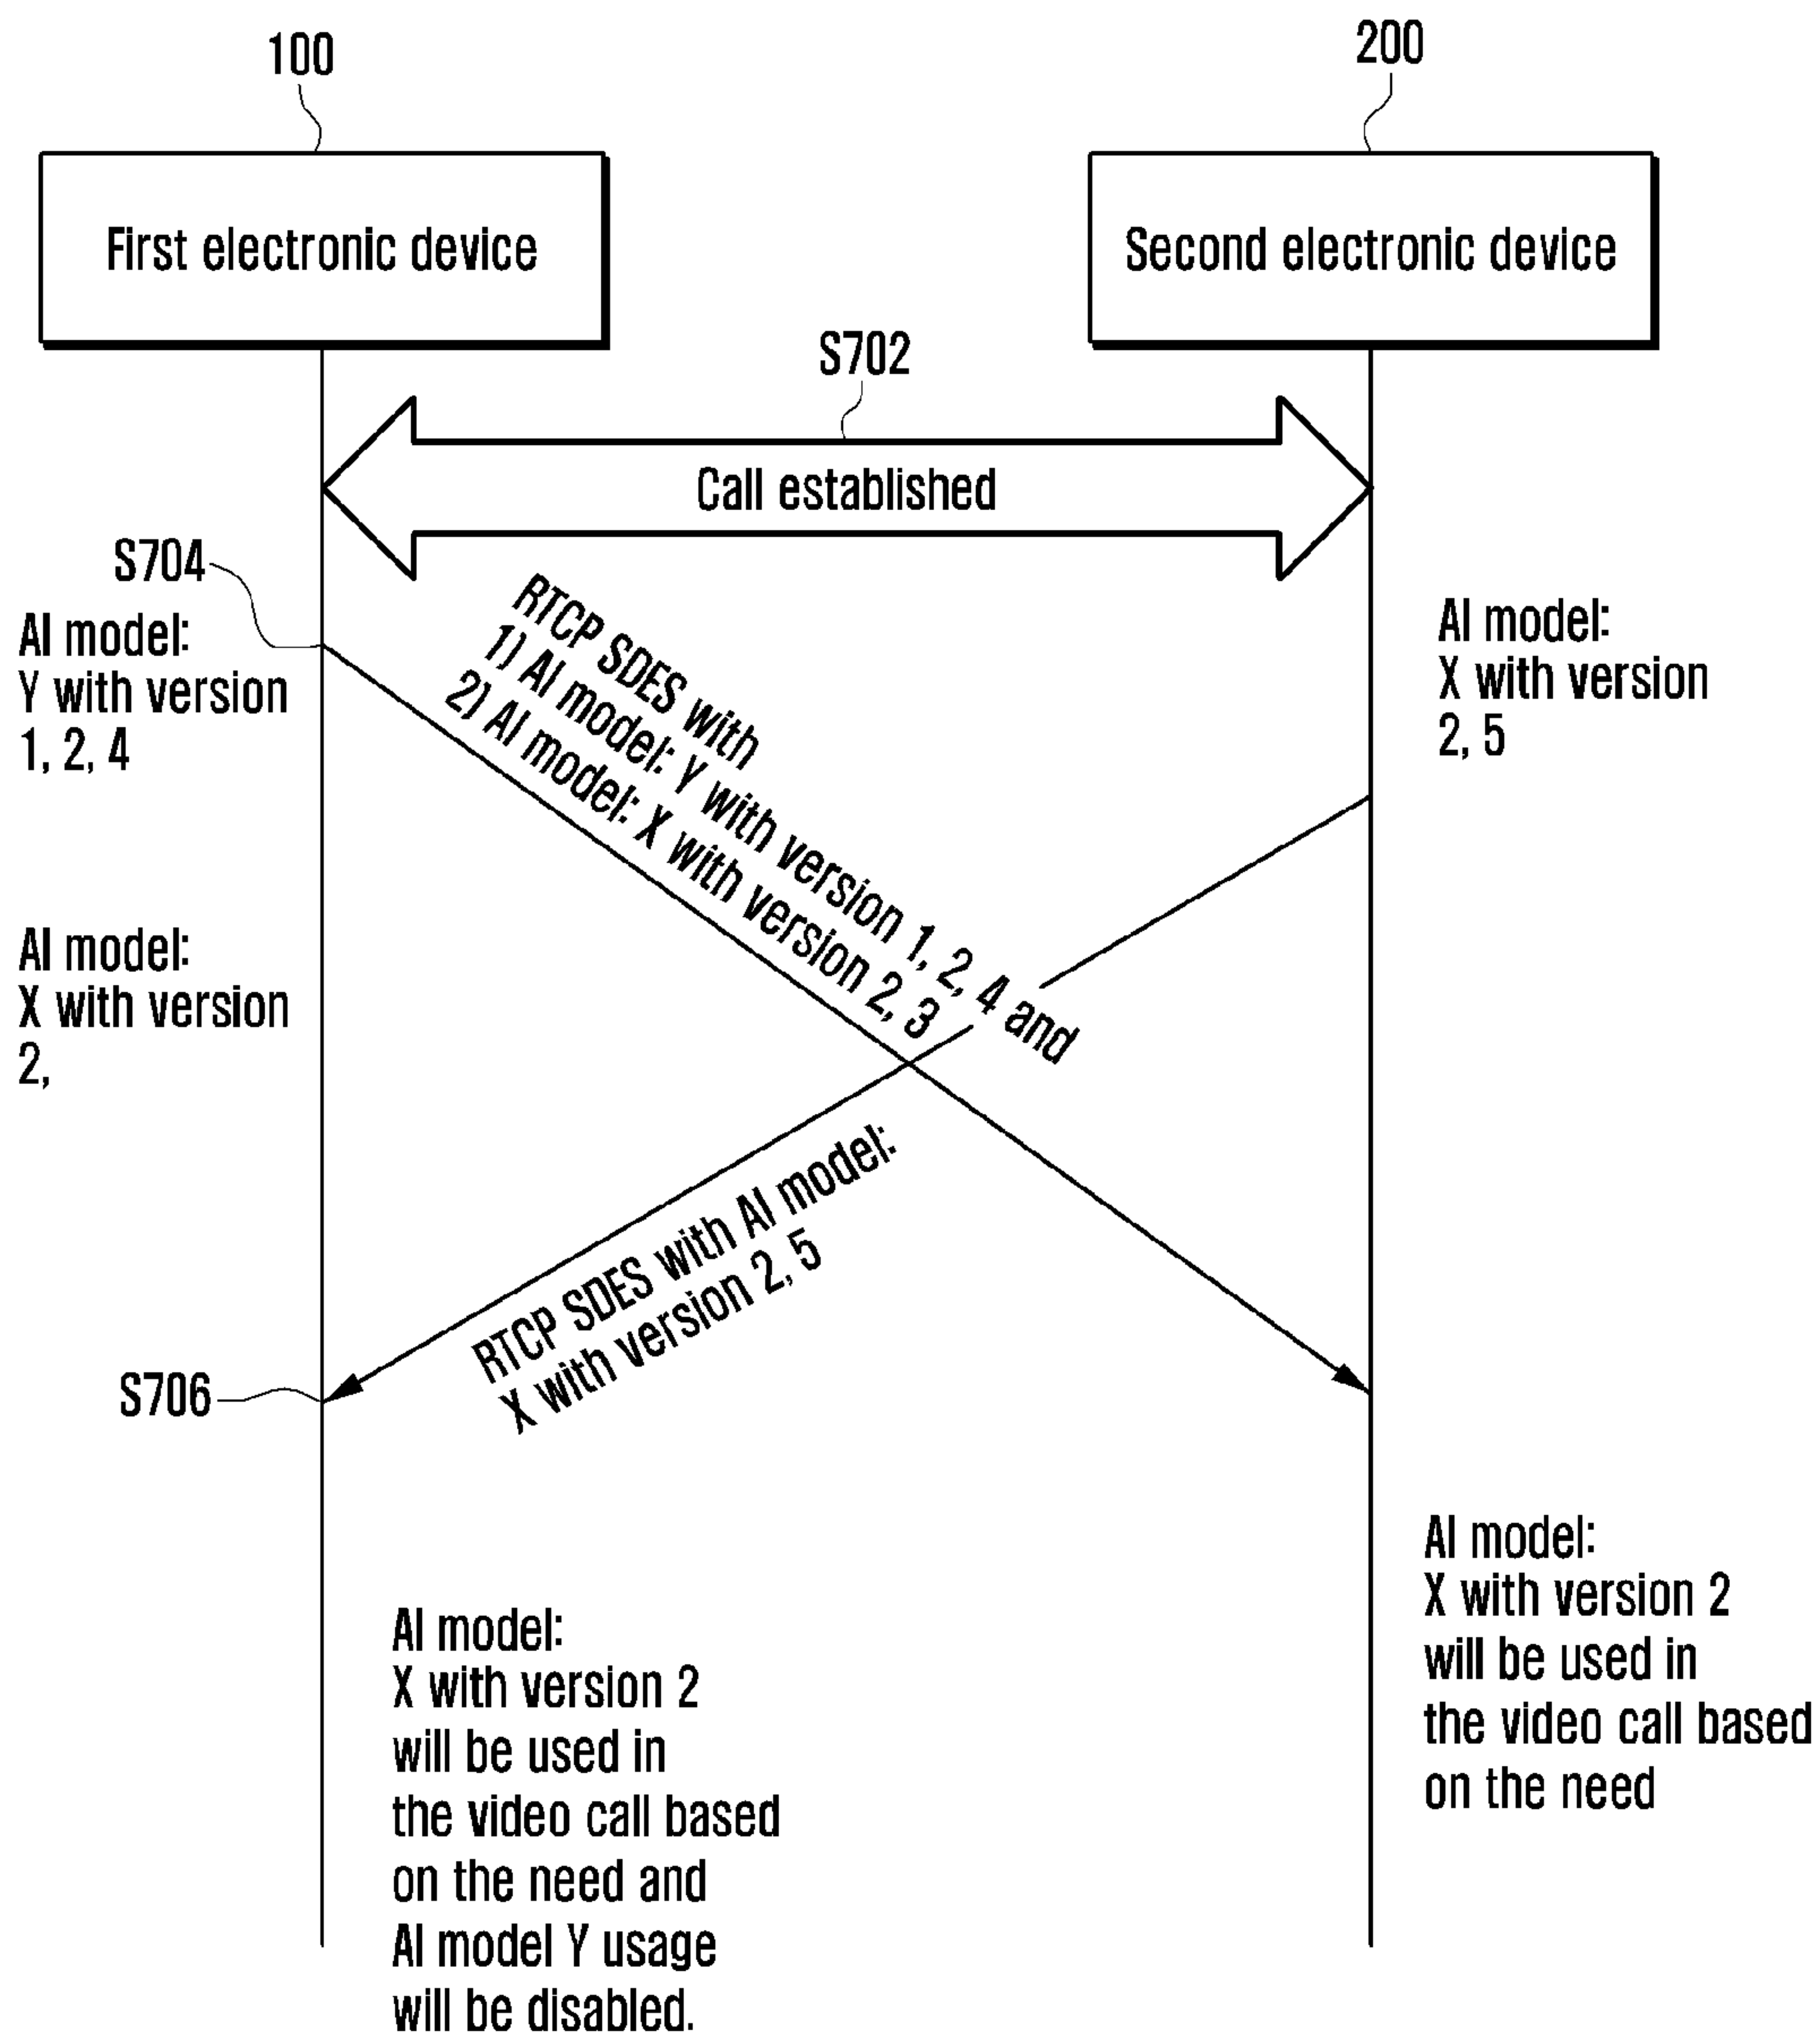 100
200
First electronic device
Second electronic device
S702
Call established
S704
AI model:
Y with version
1, 2, 4
AI model:
X with version
2,
RTCP SDES with
1) AI model: Y with version 1, 2, 4 and
2) AI model: X with version 2, 3
AI model:
X with version
2, 5
RTCP SDES with AI model:
X with version 2, 5
S706
AI model:
X with version 2
will be used in
the video call based
on the need and
AI model Y usage
will be disabled.
AI model:
X with version 2
will be used in
the video call based
on the need